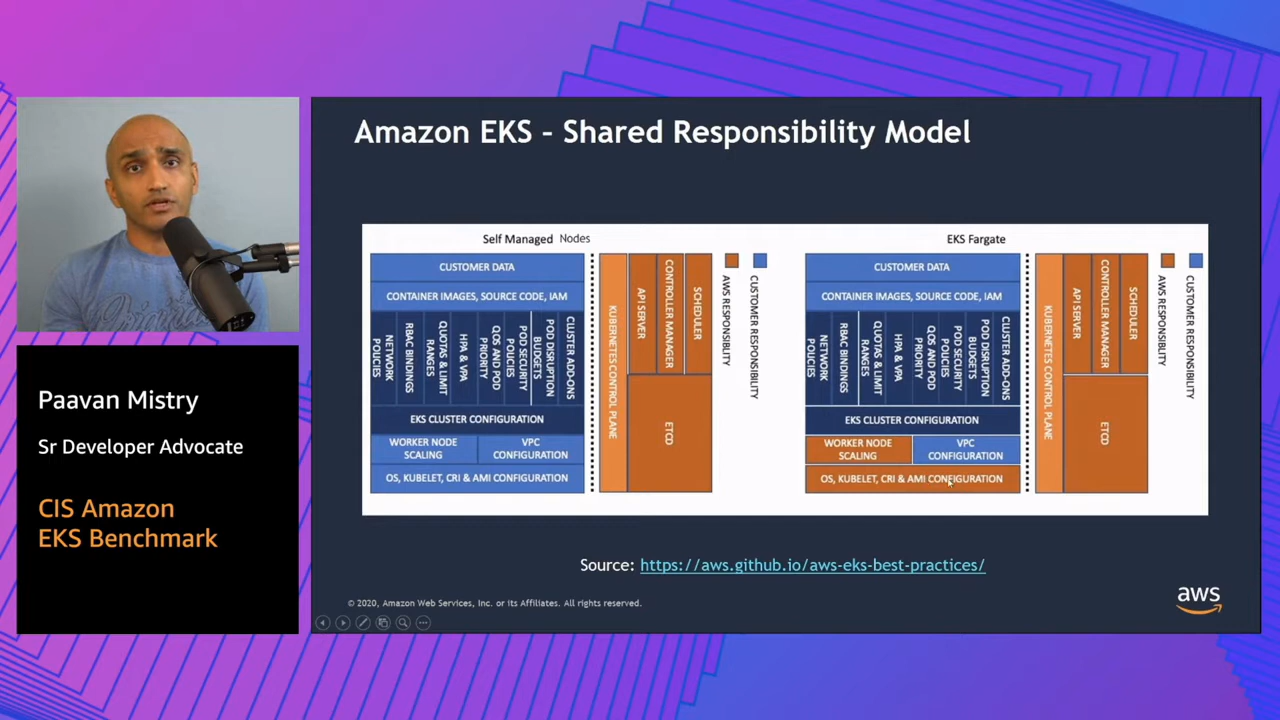 Amazon EKS – Shared Responsibility Model
Self Managed Nodes
CUSTOMER DATA
CONTAINER IMAGES, SOURCE CODE, IAM
NETWORK
POLICIES
RBAC BINDINGS
QUOTAS & LIMIT
RANGES
HPA & VPA
QOS AND POD
PRIORITY
POD SECURITY
POLICIES
POD DISRUPTION
BUDGETS
CLUSTER ADD-ONS
EKS CLUSTER CONFIGURATION
WORKER NODE
SCALING
VPC
CONFIGURATION
OS, KUBELET, CRI & AMI CONFIGURATION
KUBERNETES CONTROL PLANE
API SERVER
CONTROLLER MANAGER
SCHEDULER
ETCD
AWS RESPONSIBLITY
CUSTOMER RESPONSIBILITY
EKS Fargate
CUSTOMER DATA
CONTAINER IMAGES, SOURCE CODE, IAM
NETWORK
POLICIES
RBAC BINDINGS
QUOTAS & LIMIT
RANGES
HPA & VPA
QOS AND POD
PRIORITY
POD SECURITY
POLICIES
POD DISRUPTION
BUDGETS
CLUSTER ADD-ONS
EKS CLUSTER CONFIGURATION
WORKER NODE
SCALING
VPC
CONFIGURATION
OS, KUBELET, CRI & AMI CONFIGURATION
KUBERNETES CONTROL PLANE
API SERVER
CONTROLLER MANAGER
SCHEDULER
ETCD
AWS RESPONSIBLITY
CUSTOMER RESPONSIBILITY
Source: https://aws.github.io/aws-eks-best-practices/
© 2020, Amazon Web Services, Inc. or its Affiliates. All rights reserved.
aws
Paavan Mistry
Sr Developer Advocate
CIS Amazon
EKS Benchmark